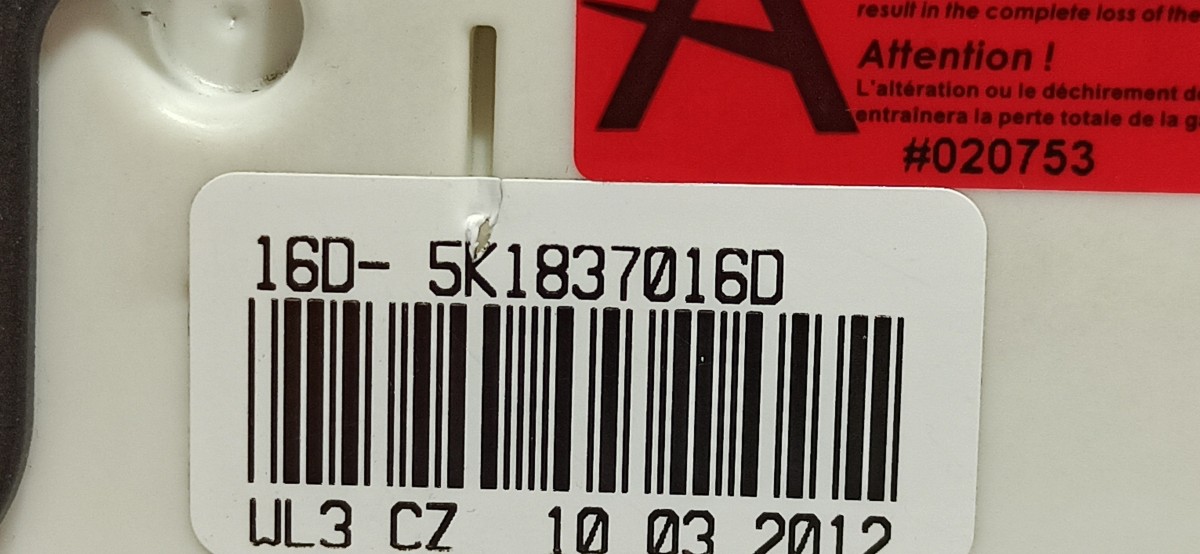 result in the complete loss of the
Attention !
L'altération ou le déchirement
entraînera la perte totale de la
#020753
16D- 5K1837016D
WL3 CZ 10 03 2012